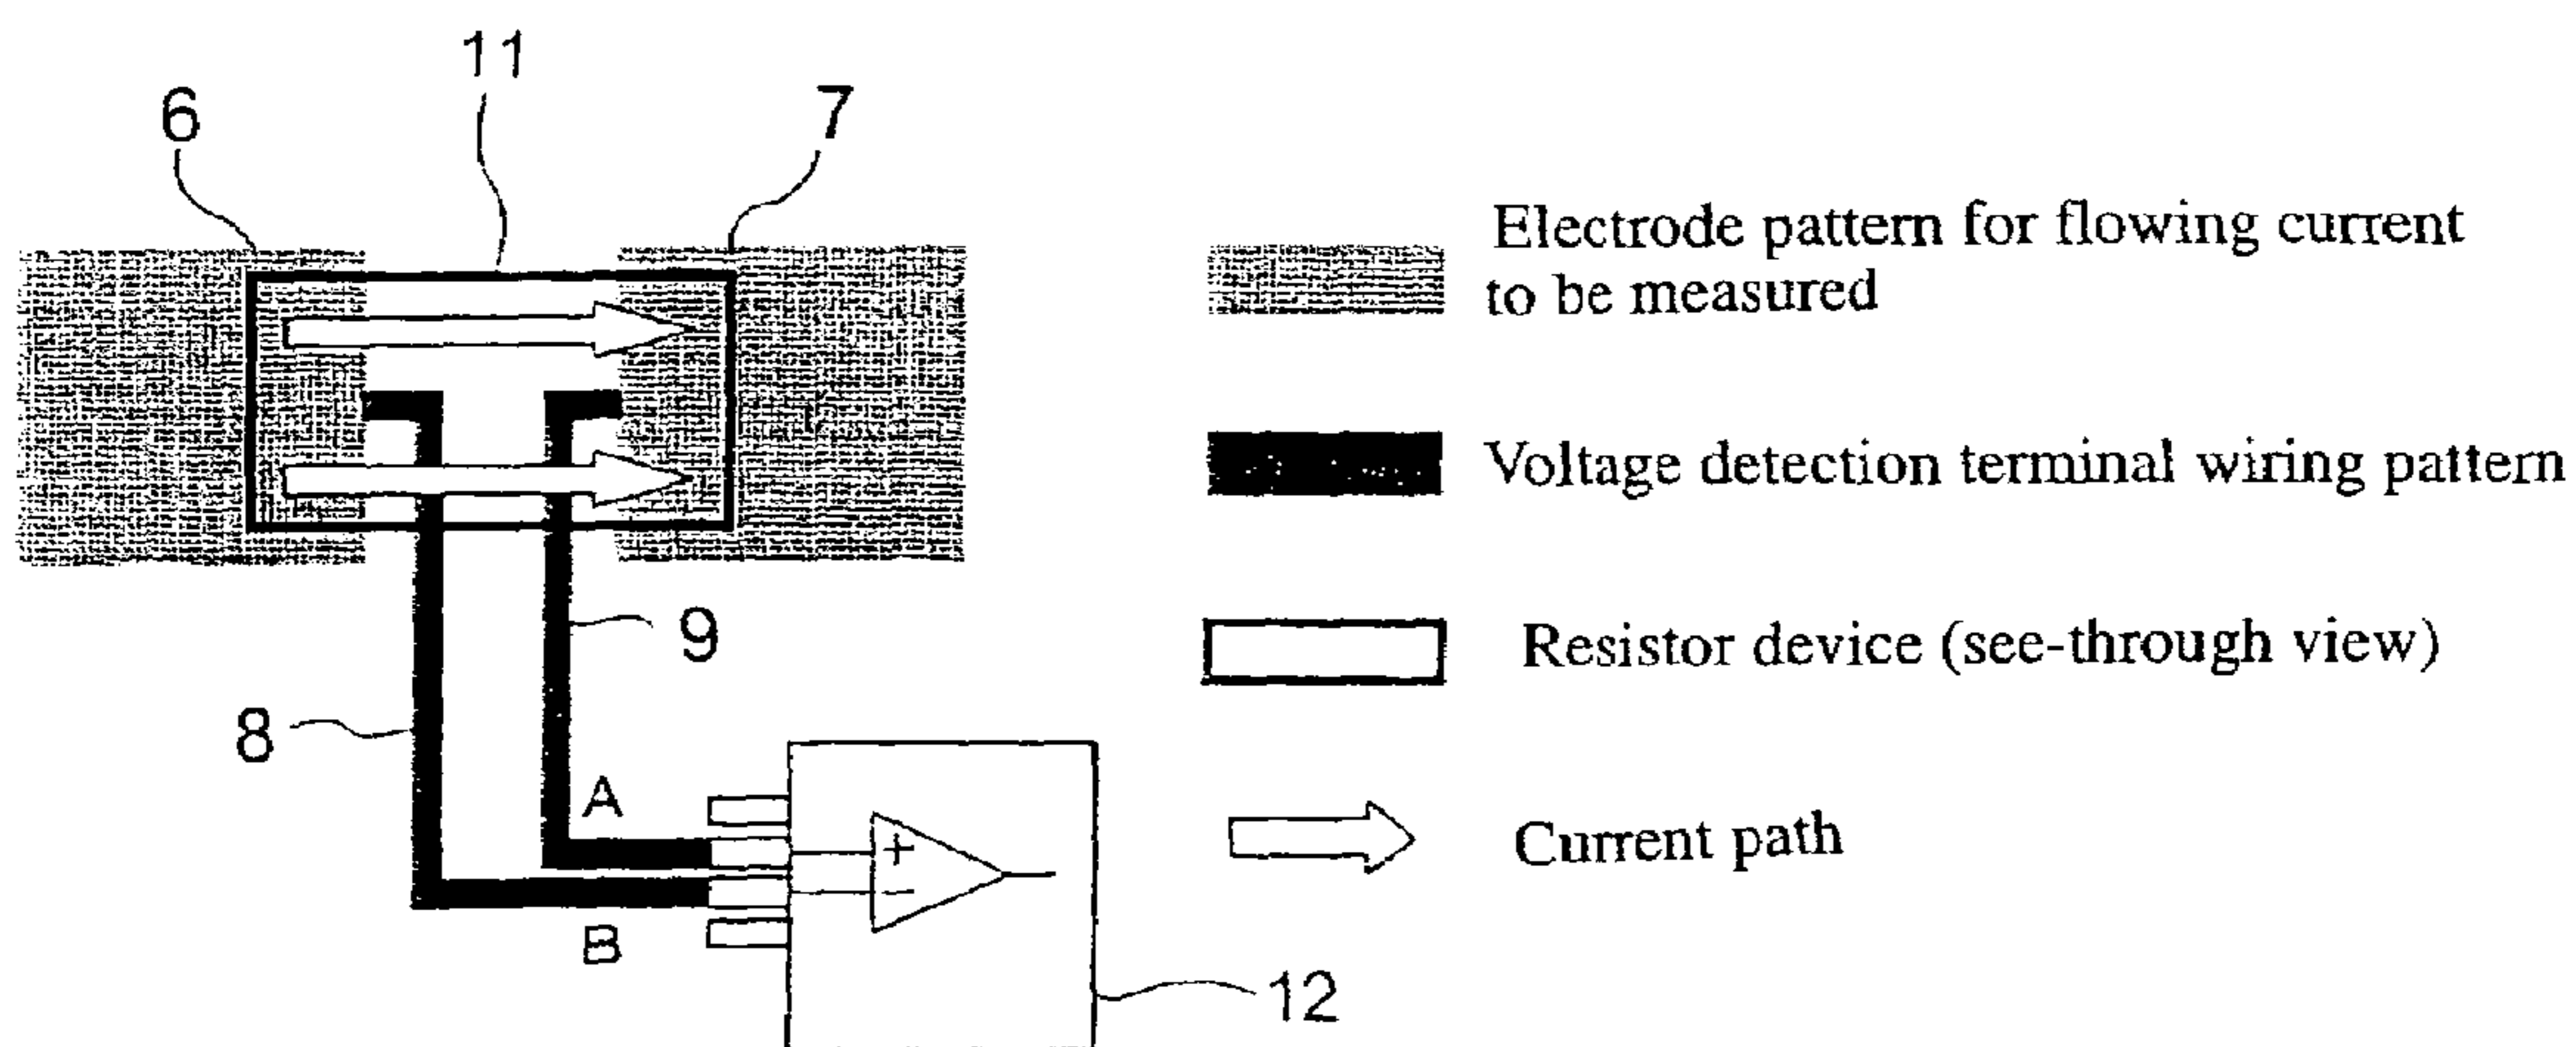 11
6
7
Electrode pattern for flowing current
to be measured
Voltage detection terminal wiring pattern
9
Resistor device (see-through view)
8
A
+
Current path
−
B
12